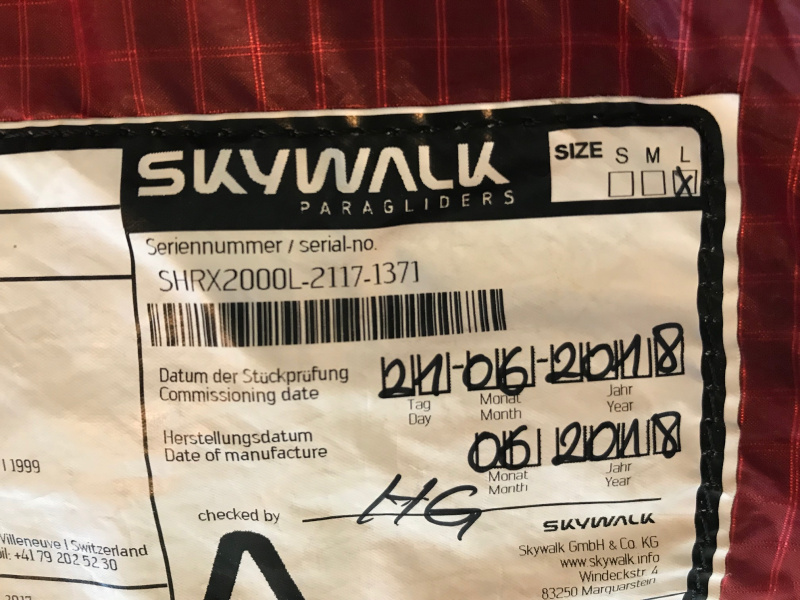 SKYWALK
PARAGLIDERS
SIZE S M L
X
Seriennummer / serial-no.
SHRX2000L-2117-1371
Datum der Stückprüfung
Commissioning date
21-06-2018
Tag Monat Jahr
Day Month Year
Herstellungsdatum
Date of manufacture
06 2018
Monat Jahr
Month Year
checked by HG
SKYWALK
Skywalk GmbH & Co. KG
www.skywalk.info
Windeckstr. 4
83250 Marquarstein
1999
Villeneuve | Switzerland
+41 79 202 52 30